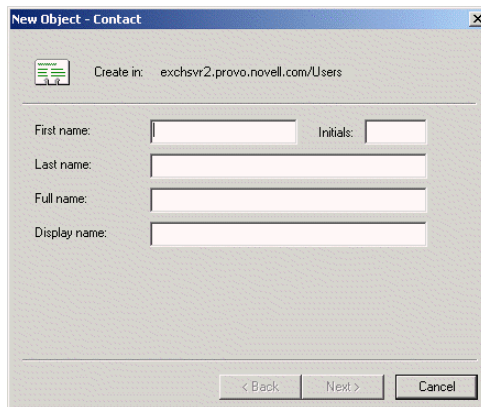 New Object - Contact
Create in: exchsvr2.provo.novell.com/Users
First name: Initials:
Last name:
Full name:
Display name:
< Back Next > Cancel